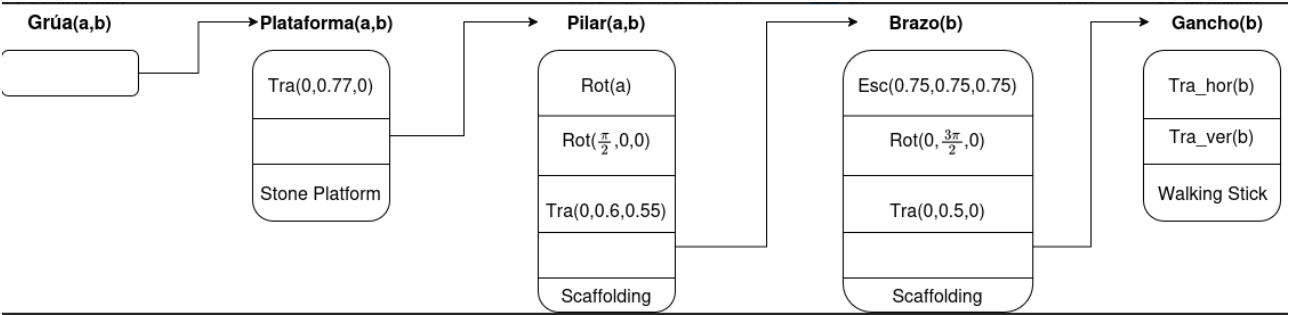 Grúa(a,b)
Plataforma(a,b)
Tra(0,0.77,0)
Stone Platform
Pilar(a,b)
Rot(a)
Rot(π/2,0,0)
Tra(0,0.6,0.55)
Scaffolding
Brazo(b)
Esc(0.75,0.75,0.75)
Rot(0,3π/2,0)
Tra(0,0.5,0)
Scaffolding
Gancho(b)
Tra_hor(b)
Tra_ver(b)
Walking Stick